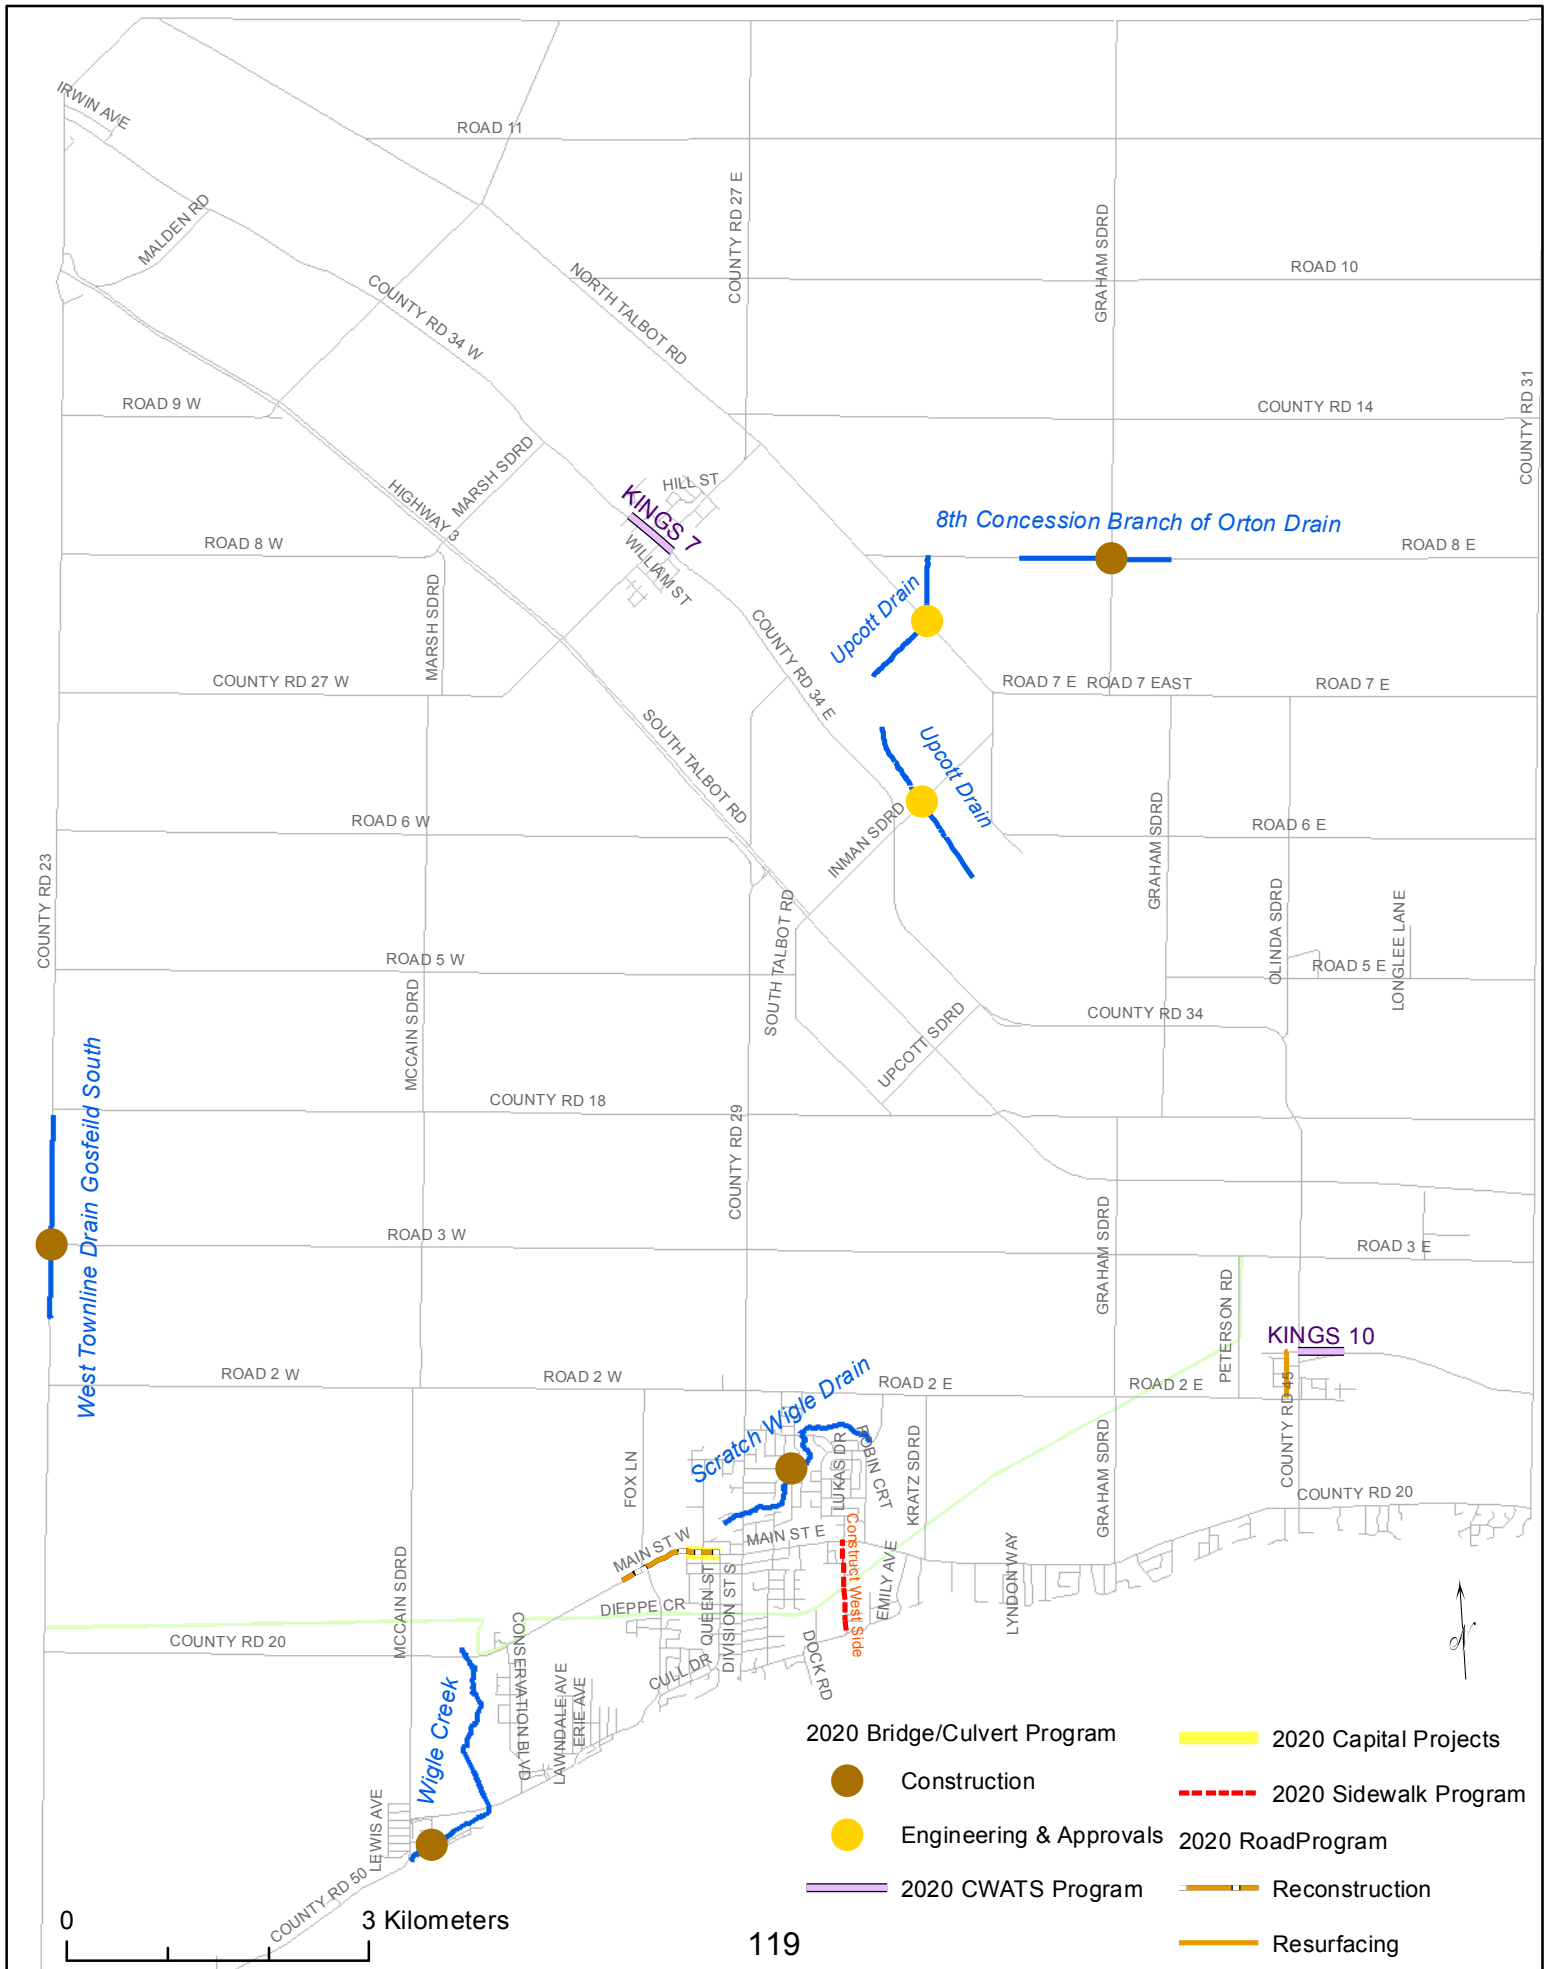 IRWIN AVE
ROAD 11
MALDEN RD
COUNTY RD 27 E
GRAHAM SDRD
NORTH TALBOT RD
ROAD 10
COUNTY RD 34 W
COUNTY RD 31
ROAD 9 W
COUNTY RD 14
MARSH SDRD
HILL ST
KINGS 7
HIGHWAY 3
8th Concession Branch of Orton Drain
ROAD 8 W
ROAD 8 E
WILLIAM ST
MARSH SDRD
Upcott Drain
COUNTY RD 34 E
COUNTY RD 27 W
ROAD 7 E
ROAD 7 EAST
ROAD 7 E
SOUTH TALBOT RD
Upcott Drain
ROAD 6 W
INMAN SDRD
GRAHAM SDRD
ROAD 6 E
COUNTY RD 23
SOUTH TALBOT RD
OLINDA SDRD
LONGLEE LANE
ROAD 5 W
ROAD 5 E
MCCAIN SDRD
UPCOTT SDRD
COUNTY RD 34
West Townline Drain Gosfeild South
COUNTY RD 18
COUNTY RD 29
ROAD 3 W
GRAHAM SDRD
ROAD 3 E
PETERSON RD
KINGS 10
ROAD 2 W
ROAD 2 W
ROAD 2 E
ROAD 2 E
Scratch Wigle Drain
COUNTY RD 45
FOX LN
LUKAS DR
ROBIN CRT
KRATZ SDRD
GRAHAM SDRD
COUNTY RD 20
MAIN ST W
MAIN ST E
Construct West Side
MCCAIN SDRD
QUEEN ST
DIVISION ST S
EMILY AVE
LYNDON WAY
DIEPPE CR
COUNTY RD 20
CONSERVATION BLVD
CULL DR
DOCK RD
Wigle Creek
LAWNDALE AVE
ERIE AVE
LEWIS AVE
COUNTY RD 50
N
2020 Bridge/Culvert Program
Construction
Engineering & Approvals
2020 CWATS Program
2020 Capital Projects
2020 Sidewalk Program
2020 RoadProgram
Reconstruction
Resurfacing
0
3 Kilometers
119